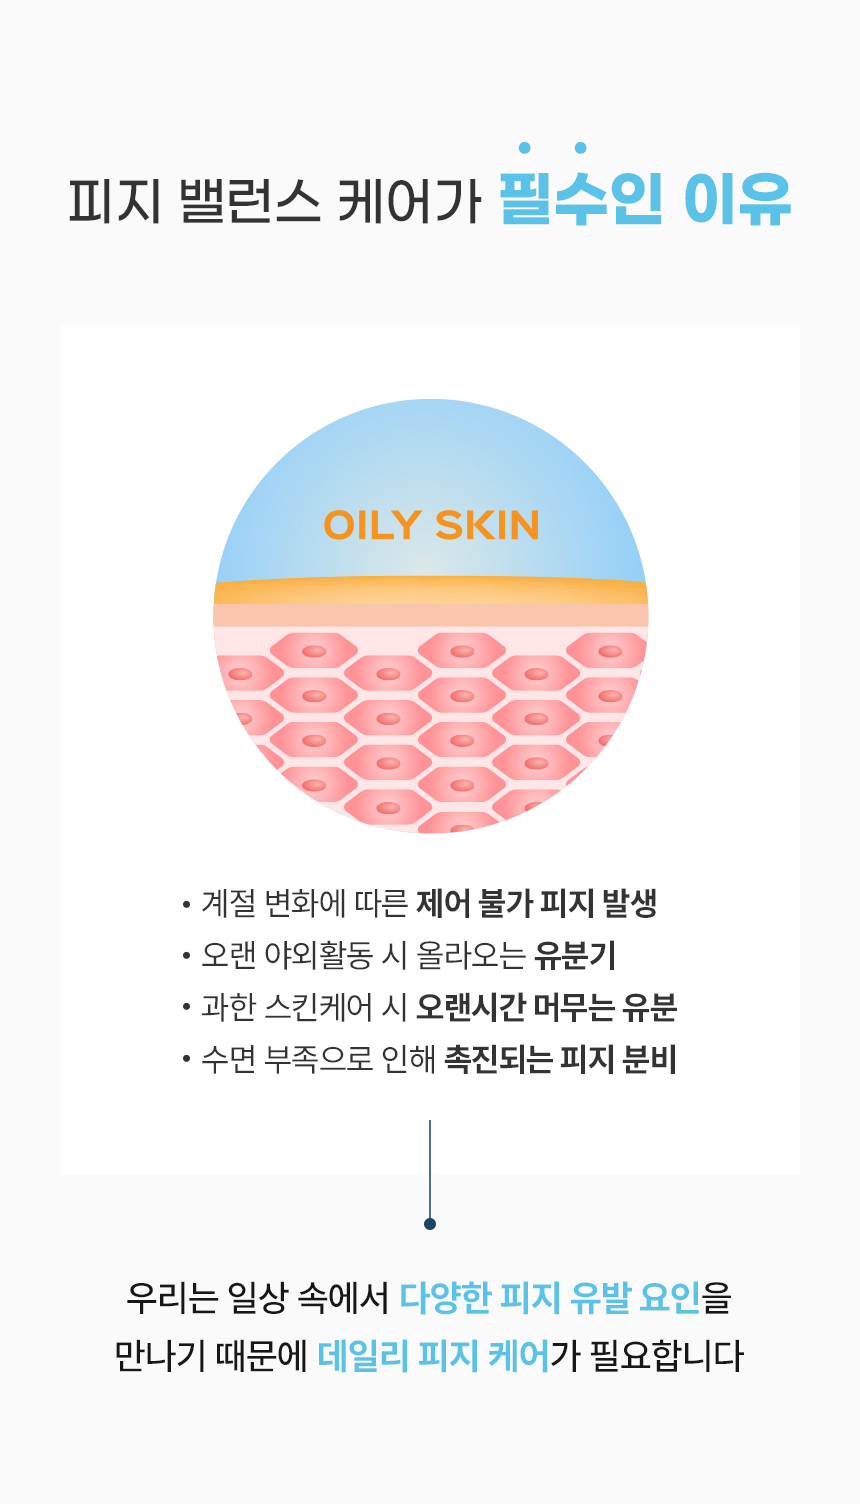 피지 밸런스 케어가 필수인 이유
OILY SKIN
• 계절 변화에 따른 제어 불가 피지 발생
• 오랜 야외활동 시 올라오는 유분기
• 과한 스킨케어 시 오랜시간 머무는 유분
• 수면 부족으로 인해 촉진되는 피지 분비
우리는 일상 속에서 다양한 피지 유발 요인을
만나기 때문에 데일리 피지 케어가 필요합니다